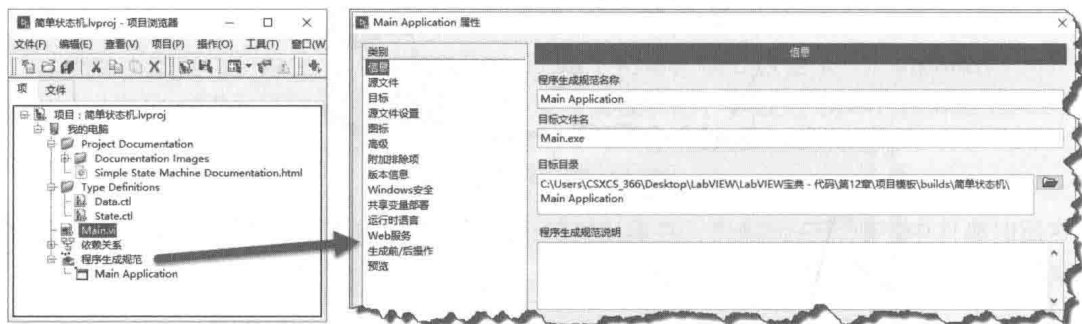 简单状态机.lvproj - 项目浏览器
文件(F) 编辑(E) 查看(V) 项目(P) 操作(O) 工具(T) 窗口(W
项 文件
项目：简单状态机.lvproj
我的电脑
Project Documentation
Documentation Images
Simple State Machine Documentation.html
Type Definitions
Data.ctl
State.ctl
Main.vi
依赖关系
程序生成规范
Main Application
Main Application 属性
类别
信息
源文件
目标
源文件设置
图标
高级
附加排除项
版本信息
Windows安全
共享变量部署
运行时语言
Web服务
生成前/后操作
预览
信息
程序生成规范名称
Main Application
目标文件名
Main.exe
目标目录
C:\Users\CSXCS_366\Desktop\LabVIEW\LabVIEW宝典 - 代码\第12章\项目模板\builds\简单状态机\
Main Application
程序生成规范说明